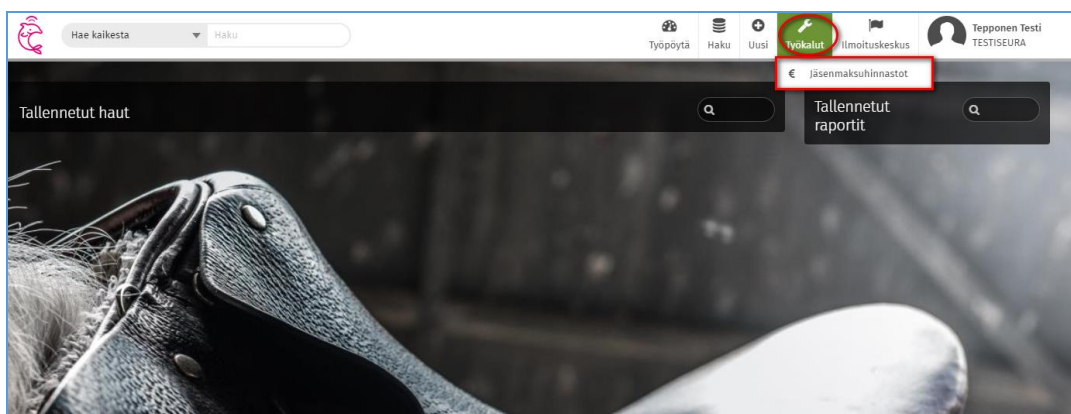 Hae kaikesta
Haku
Työpöytä
Haku
Uusi
Työkalut
Ilmoituskeskus
Tepponen Testi
TESTISEURA
€ Jäsenmaksuhinnastot
Tallennetut haut
Tallennetut
raportit